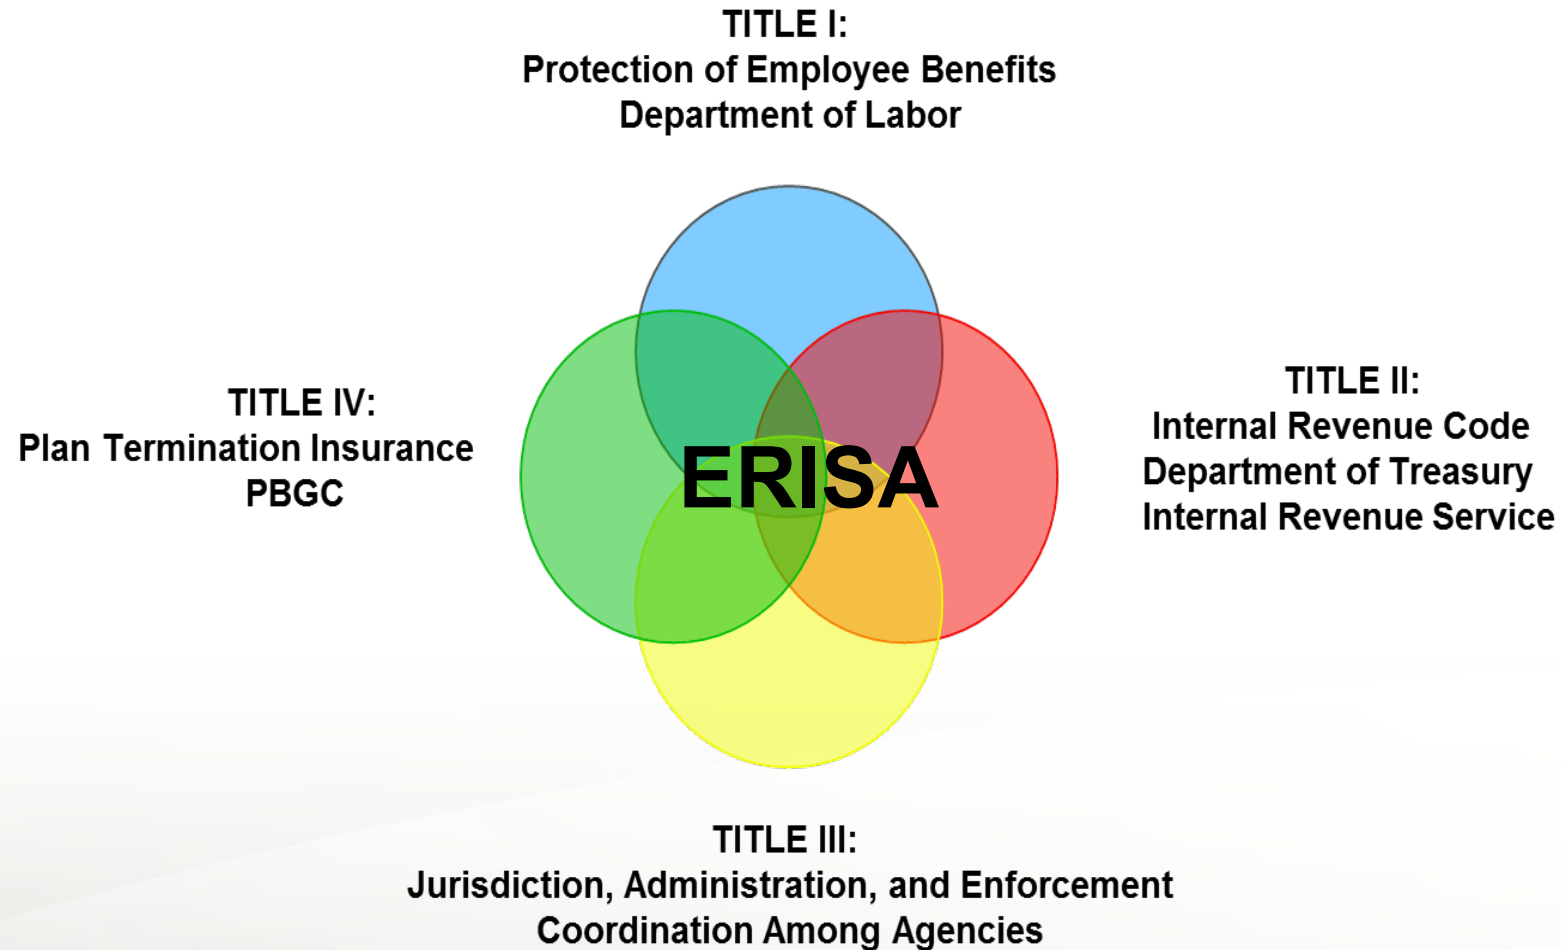 TITLE I:
Protection of Employee Benefits
Department of Labor
TITLE IV:
Plan Termination Insurance
PBGC
ERISA
TITLE II:
Internal Revenue Code
Department of Treasury
Internal Revenue Service
TITLE III:
Jurisdiction, Administration, and Enforcement
Coordination Among Agencies